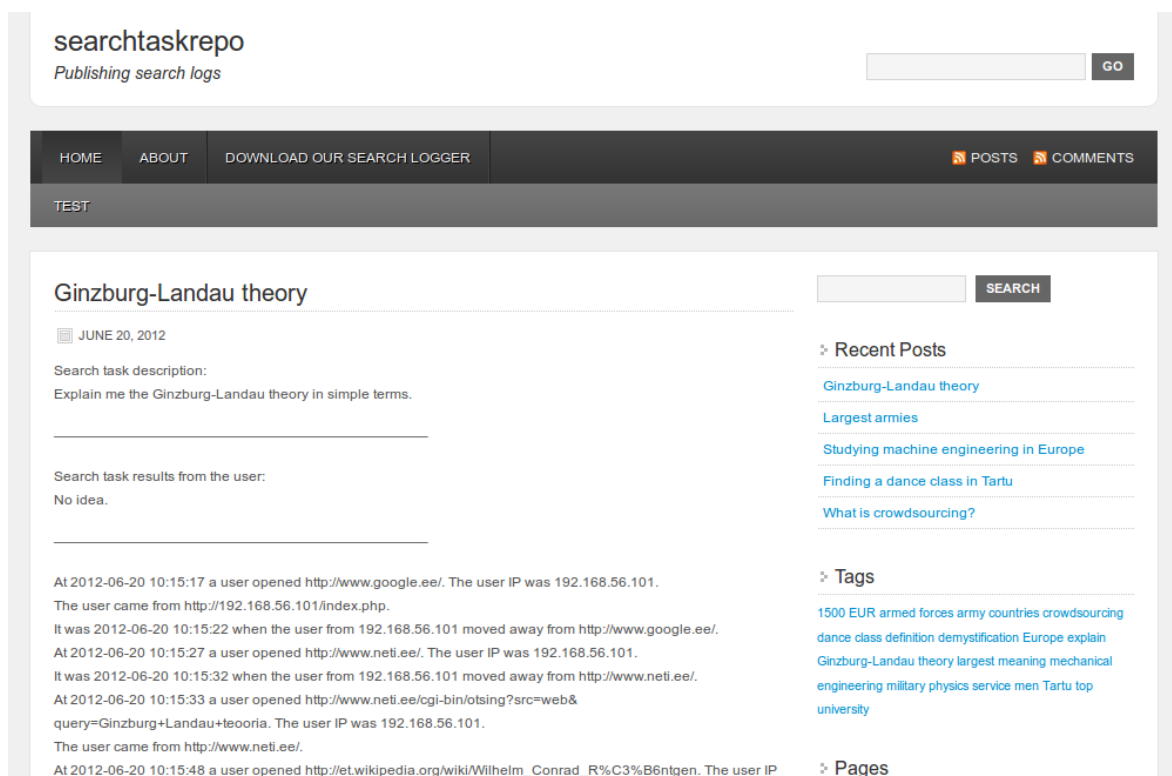 searchtaskrepo
Publishing search logs
GO
HOME ABOUT DOWNLOAD OUR SEARCH LOGGER POSTS COMMENTS
TEST
Ginzburg-Landau theory
JUNE 20, 2012
Search task description:
Explain me the Ginzburg-Landau theory in simple terms.
Search task results from the user:
No idea.
At 2012-06-20 10:15:17 a user opened http://www.google.ee/. The user IP was 192.168.56.101.
The user came from http://192.168.56.101/index.php.
It was 2012-06-20 10:15:22 when the user from 192.168.56.101 moved away from http://www.google.ee/.
At 2012-06-20 10:15:27 a user opened http://www.neti.ee/. The user IP was 192.168.56.101.
It was 2012-06-20 10:15:32 when the user from 192.168.56.101 moved away from http://www.neti.ee/.
At 2012-06-20 10:15:33 a user opened http://www.neti.ee/cgi-bin/otsing?src=web&
query=Ginzburg+Landau+teooria. The user IP was 192.168.56.101.
The user came from http://www.neti.ee/.
At 2012-06-20 10:15:48 a user opened http://et.wikipedia.org/wiki/Wilhelm_Conrad_R%C3%B6ntgen. The user IP
SEARCH
Recent Posts
Ginzburg-Landau theory
Largest armies
Studying machine engineering in Europe
Finding a dance class in Tartu
What is crowdsourcing?
Tags
1500 EUR armed forces army countries crowdsourcing
dance class definition demystification Europe explain
Ginzburg-Landau theory largest meaning mechanical
engineering military physics service men Tartu top
university
Pages